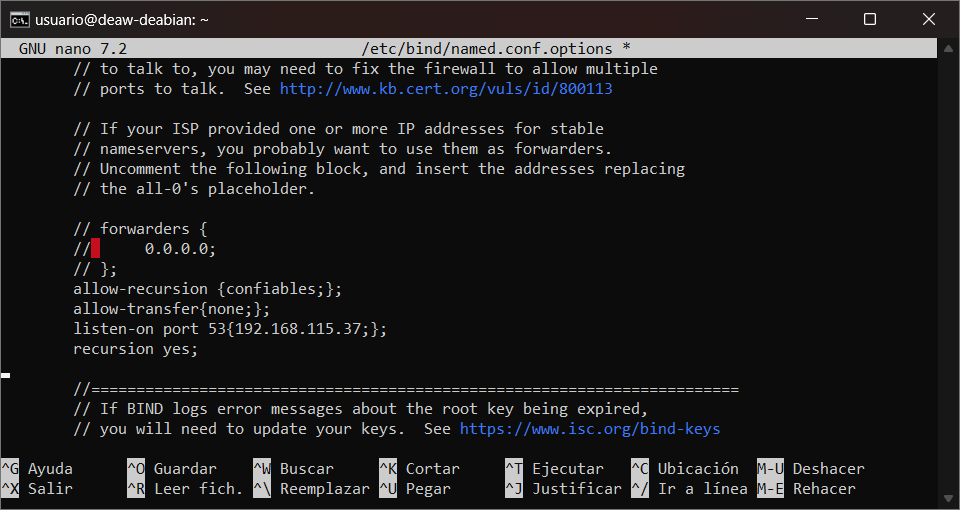 usuario@deaw-deabian: ~
GNU nano 7.2 /etc/bind/named.conf.options *
// to talk to, you may need to fix the firewall to allow multiple
// ports to talk.  See http://www.kb.cert.org/vuls/id/800113
// If your ISP provided one or more IP addresses for stable
// nameservers, you probably want to use them as forwarders.
// Uncomment the following block, and insert the addresses replacing
// the all-0's placeholder.
// forwarders {
//      0.0.0.0;
// };
allow-recursion {confiables;};
allow-transfer{none;};
listen-on port 53{192.168.115.37;};
recursion yes;
//========================================================================
// If BIND logs error messages about the root key being expired,
// you will need to update your keys.  See https://www.isc.org/bind-keys
^G Ayuda ^O Guardar ^W Buscar ^K Cortar ^T Ejecutar ^C Ubicación M-U Deshacer
^X Salir ^R Leer fich. ^\ Reemplazar ^U Pegar ^J Justificar ^/ Ir a línea M-E Rehacer